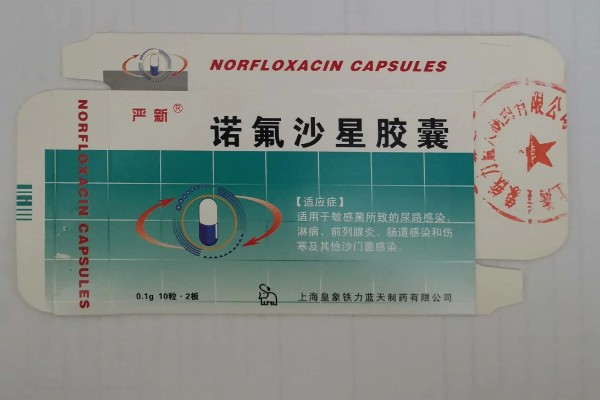 NORFLOXACIN CAPSULES
严新®
诺氟沙星胶囊
NORFLOXACIN CAPSULES
【适应症】
适用于敏感菌所致的尿路感染、
淋病、前列腺炎、肠道感染和伤
寒及其他沙门菌感染。
0.1g 10粒·2板
上海皇象铁力蓝天制药有限公司